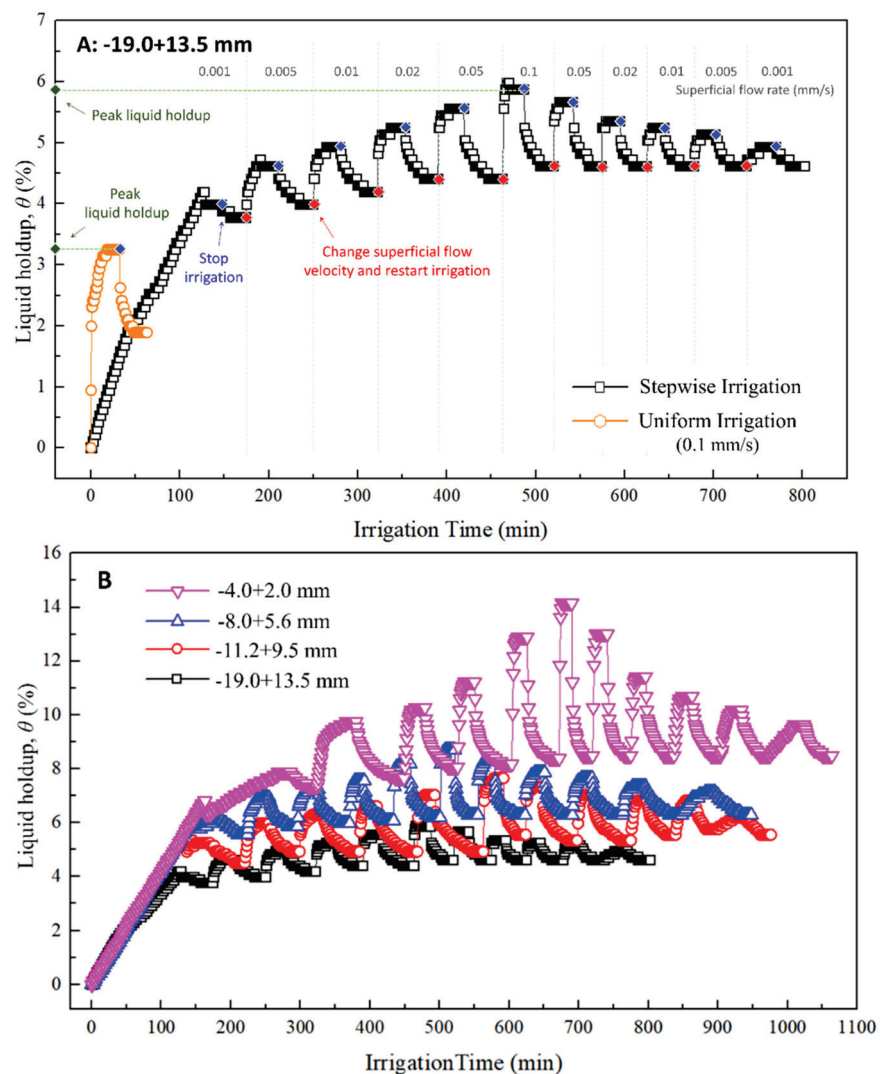 A: -19.0+13.5 mm
0.001 0.005 0.01 0.02 0.05 0.1 0.05 0.02 0.01 0.005 0.001
Superficial flow rate (mm/s)
Peak liquid holdup
Peak
liquid holdup
Stop
irrigation
Change superficial flow
velocity and restart irrigation
Stepwise Irrigation
Uniform Irrigation
(0.1 mm/s)
Liquid holdup, θ (%)
7
6
5
4
3
2
1
0
0 100 200 300 400 500 600 700 800
Irrigation Time (min)
B
-4.0+2.0 mm
-8.0+5.6 mm
-11.2+9.5 mm
-19.0+13.5 mm
Liquid holdup, θ (%)
16
14
12
10
8
6
4
2
0
0 100 200 300 400 500 600 700 800 900 1000 1100
IrrigationTime (min)